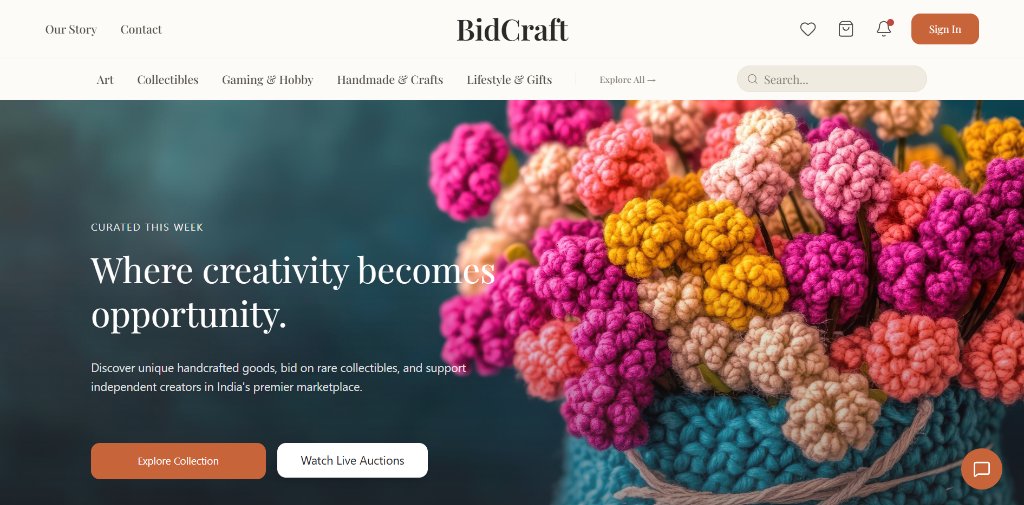 Our Story
Contact
BidCraft
Sign In
Art
Collectibles
Gaming & Hobby
Handmade & Crafts
Lifestyle & Gifts
Explore All →
Search...
CURATED THIS WEEK
Where creativity becomes
opportunity.
Discover unique handcrafted goods, bid on rare collectibles, and support
independent creators in India's premier marketplace.
Explore Collection
Watch Live Auctions